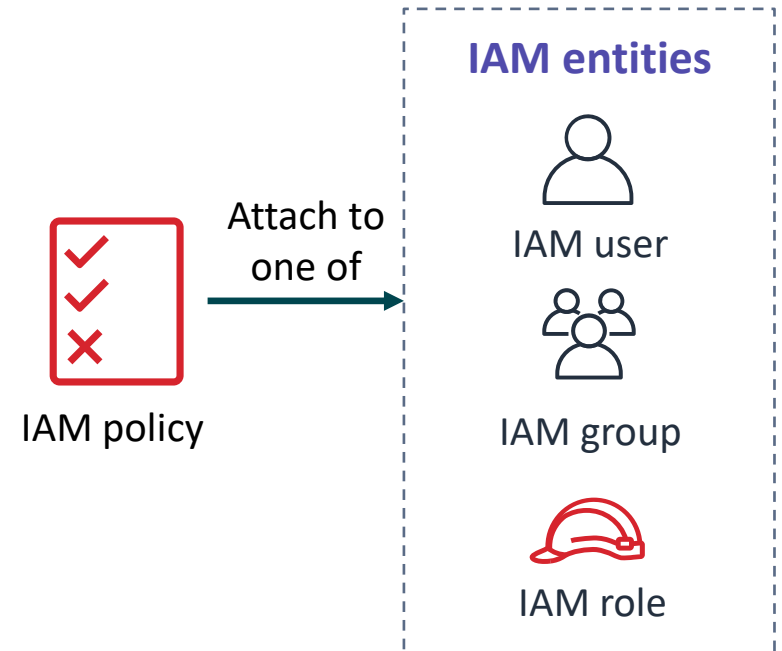 IAM entities
Attach to
one of
IAM user
IAM policy
IAM group
IAM role